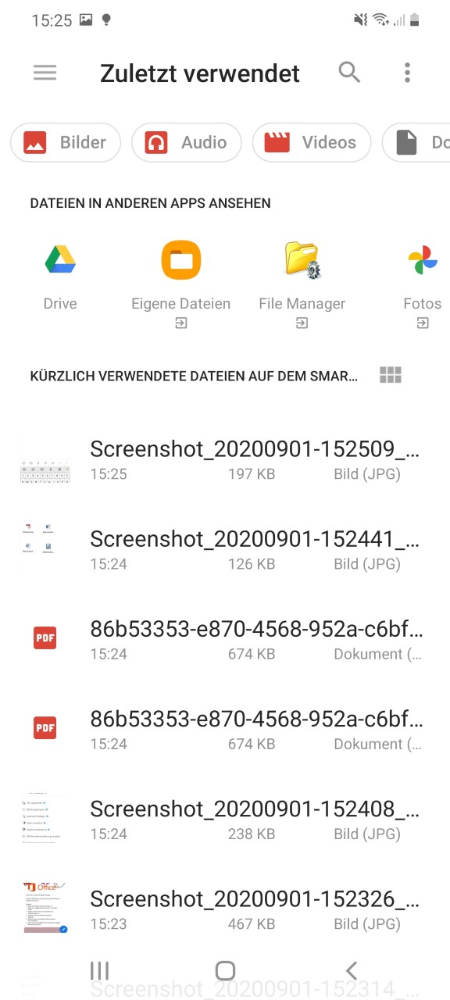 15:25
Zuletzt verwendet
Bilder
Audio
Videos
Do
DATEIEN IN ANDEREN APPS ANSEHEN
Drive
Eigene Dateien
File Manager
Fotos
KÜRZLICH VERWENDETE DATEIEN AUF DEM SMAR...
Screenshot_20200901-152509_...
15:25 197 KB Bild (JPG)
Screenshot_20200901-152441_...
15:24 126 KB Bild (JPG)
PDF
86b53353-e870-4568-952a-c6bf...
15:24 674 KB Dokument (...
PDF
86b53353-e870-4568-952a-c6bf...
15:24 674 KB Dokument (...
Screenshot_20200901-152408_...
15:24 238 KB Bild (JPG)
Office
Screenshot_20200901-152326_...
15:23 467 KB Bild (JPG)
Screenshot_20200901-152314_...